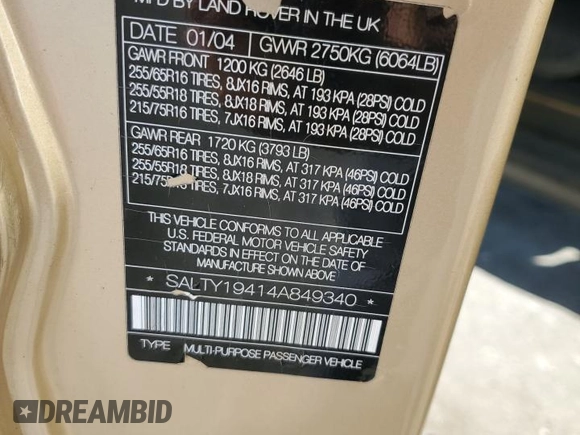 MFD BY LAND ROVER IN THE UK
DATE 01/04 GVWR 2750KG (6064LB)
GAWR FRONT 1200 KG (2646 LB)
255/65R16 TIRES, 8JX16 RIMS, AT 193 KPA (28PSI) COLD
255/55R18 TIRES, 8JX18 RIMS, AT 193 KPA (28PSI) COLD
215/75R16 TIRES, 7JX16 RIMS, AT 193 KPA (28PSI) COLD
GAWR REAR 1720 KG (3793 LB)
255/65R16 TIRES, 8JX16 RIMS, AT 317 KPA (46PSI) COLD
255/55R18 TIRES, 8JX18 RIMS, AT 317 KPA (46PSI) COLD
TIRES, 7JX16 RIMS, AT 317 KPA (46PSI) COLD
THIS VEHICLE CONFORMS TO ALL APPLICABLE
U.S. FEDERAL MOTOR VEHICLE SAFETY
STANDARDS IN EFFECT ON THE DATE OF
MANUFACTURE SHOWN ABOVE
* SALTY19414A849340 *
TYPE MULTI-PURPOSE PASSENGER VEHICLE
DREAMBID